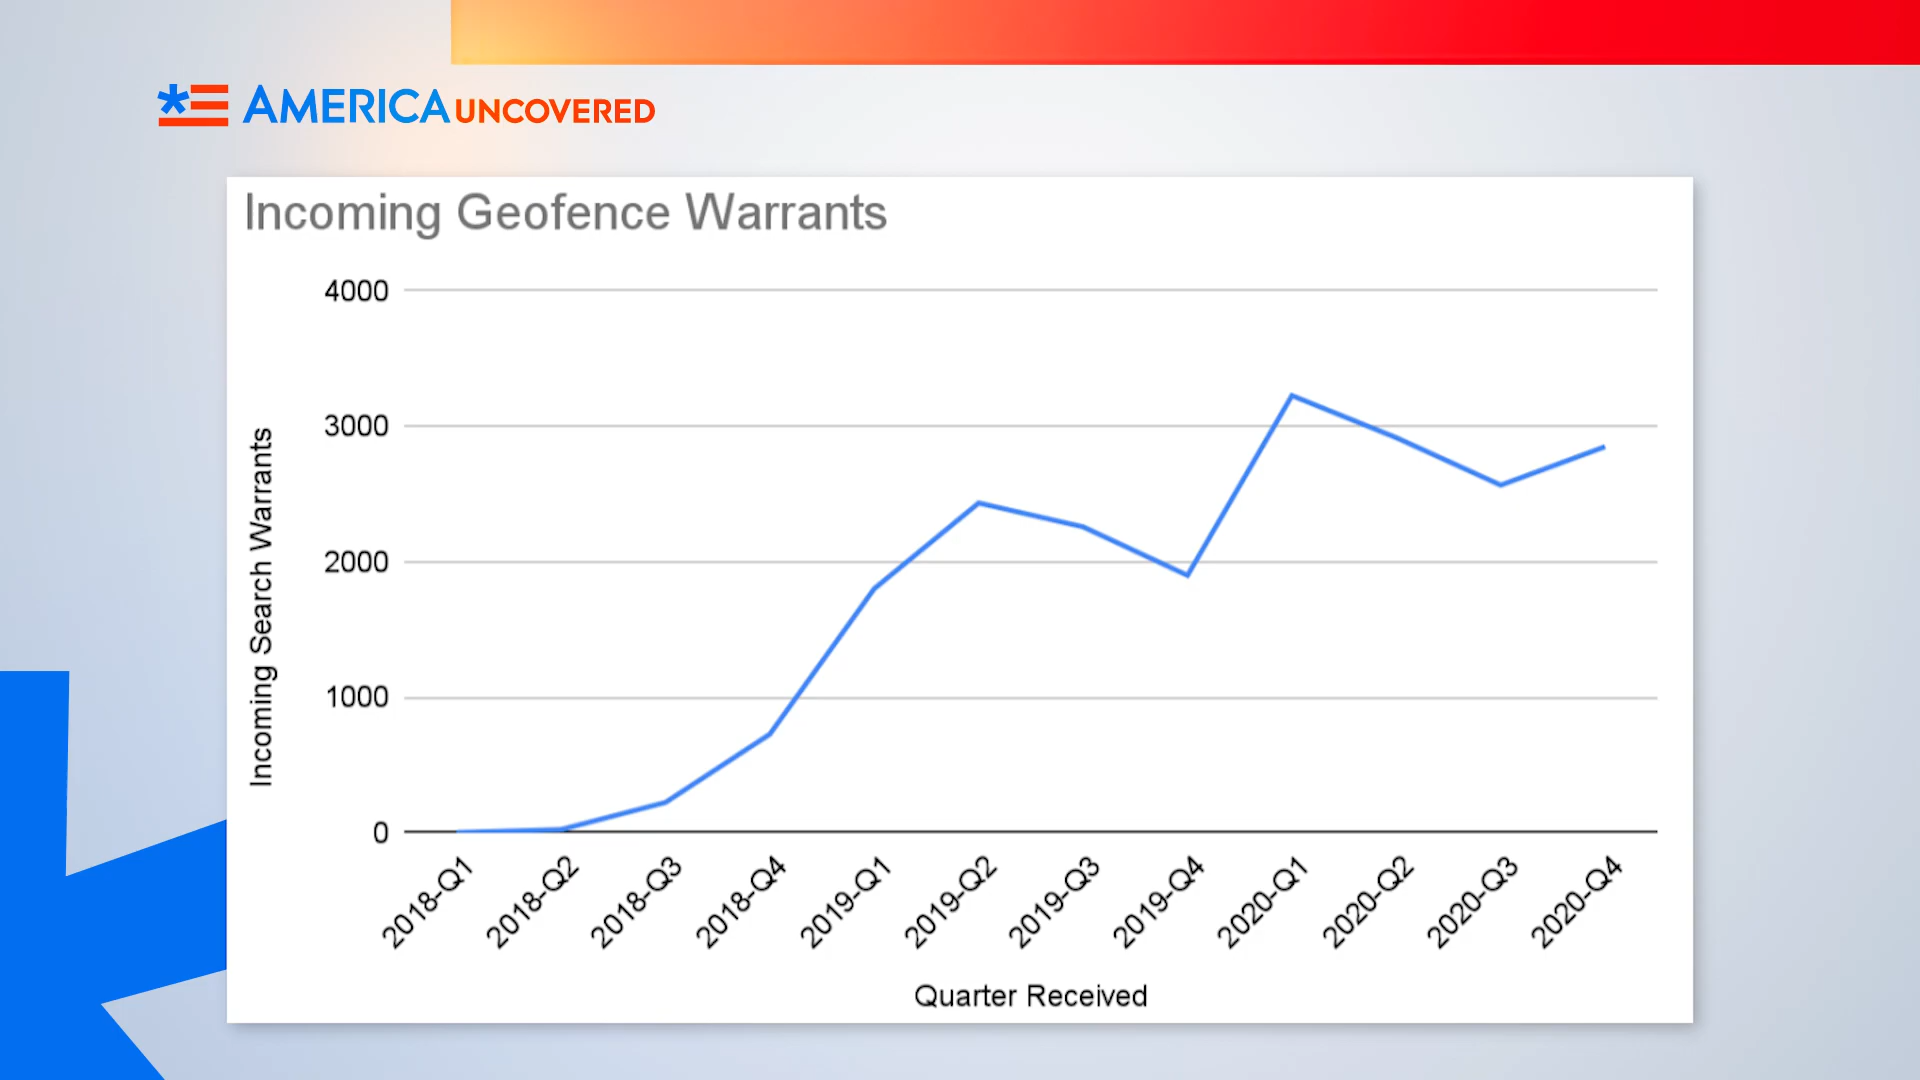 AMERICA UNCOVERED
Incoming Geofence Warrants
4000
3000
2000
1000
0
Incoming Search Warrants
2018-Q1
2018-Q2
2018-Q3
2018-Q4
2019-Q1
2019-Q2
2019-Q3
2019-Q4
2020-Q1
2020-Q2
2020-Q3
2020-Q4
Quarter Received